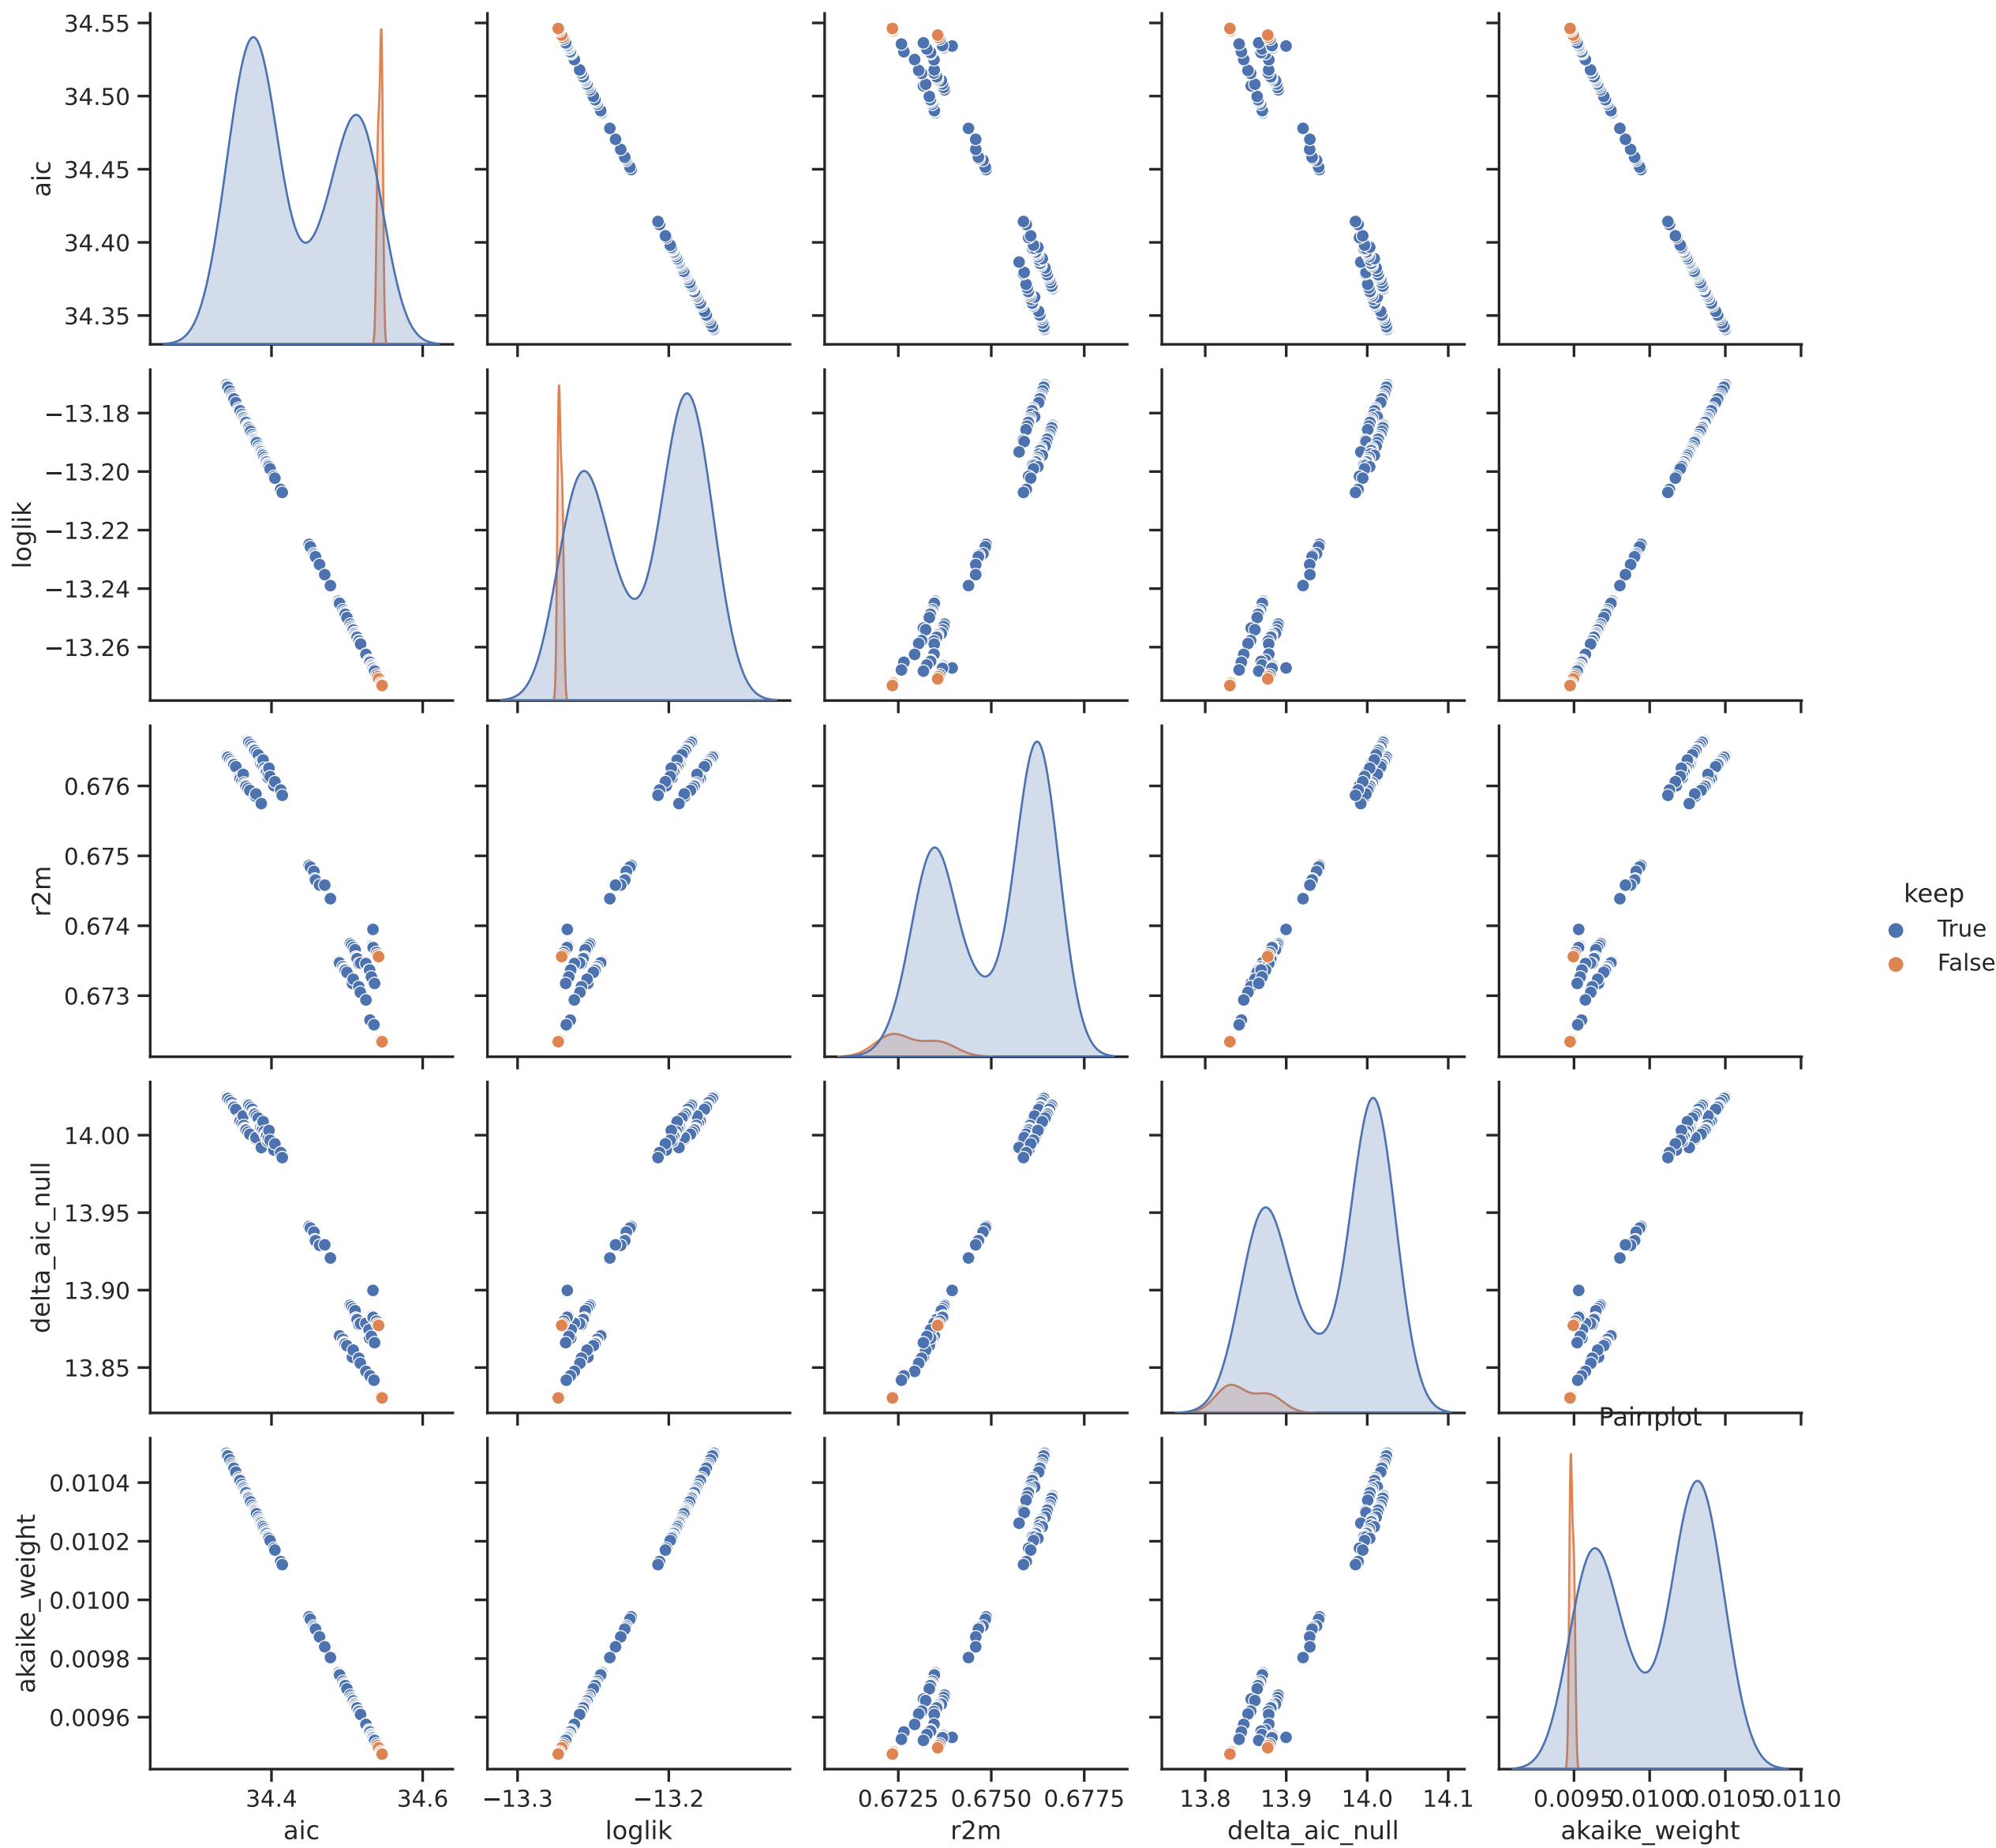 34.55
34.50
34.45
34.40
34.35
aic
−13.18
−13.20
−13.22
−13.24
−13.26
loglik
0.676
0.675
0.674
0.673
r2m
keep
True
False
14.00
13.95
13.90
13.85
delta_aic_null
Pairplot
0.0104
0.0102
0.0100
0.0098
0.0096
akaike_weight
34.4 34.6
−13.3 −13.2
0.6725 0.6750 0.6775
13.8 13.9 14.0 14.1
0.0095 0.0100 0.0105 0.0110
aic
loglik
r2m
delta_aic_null
akaike_weight